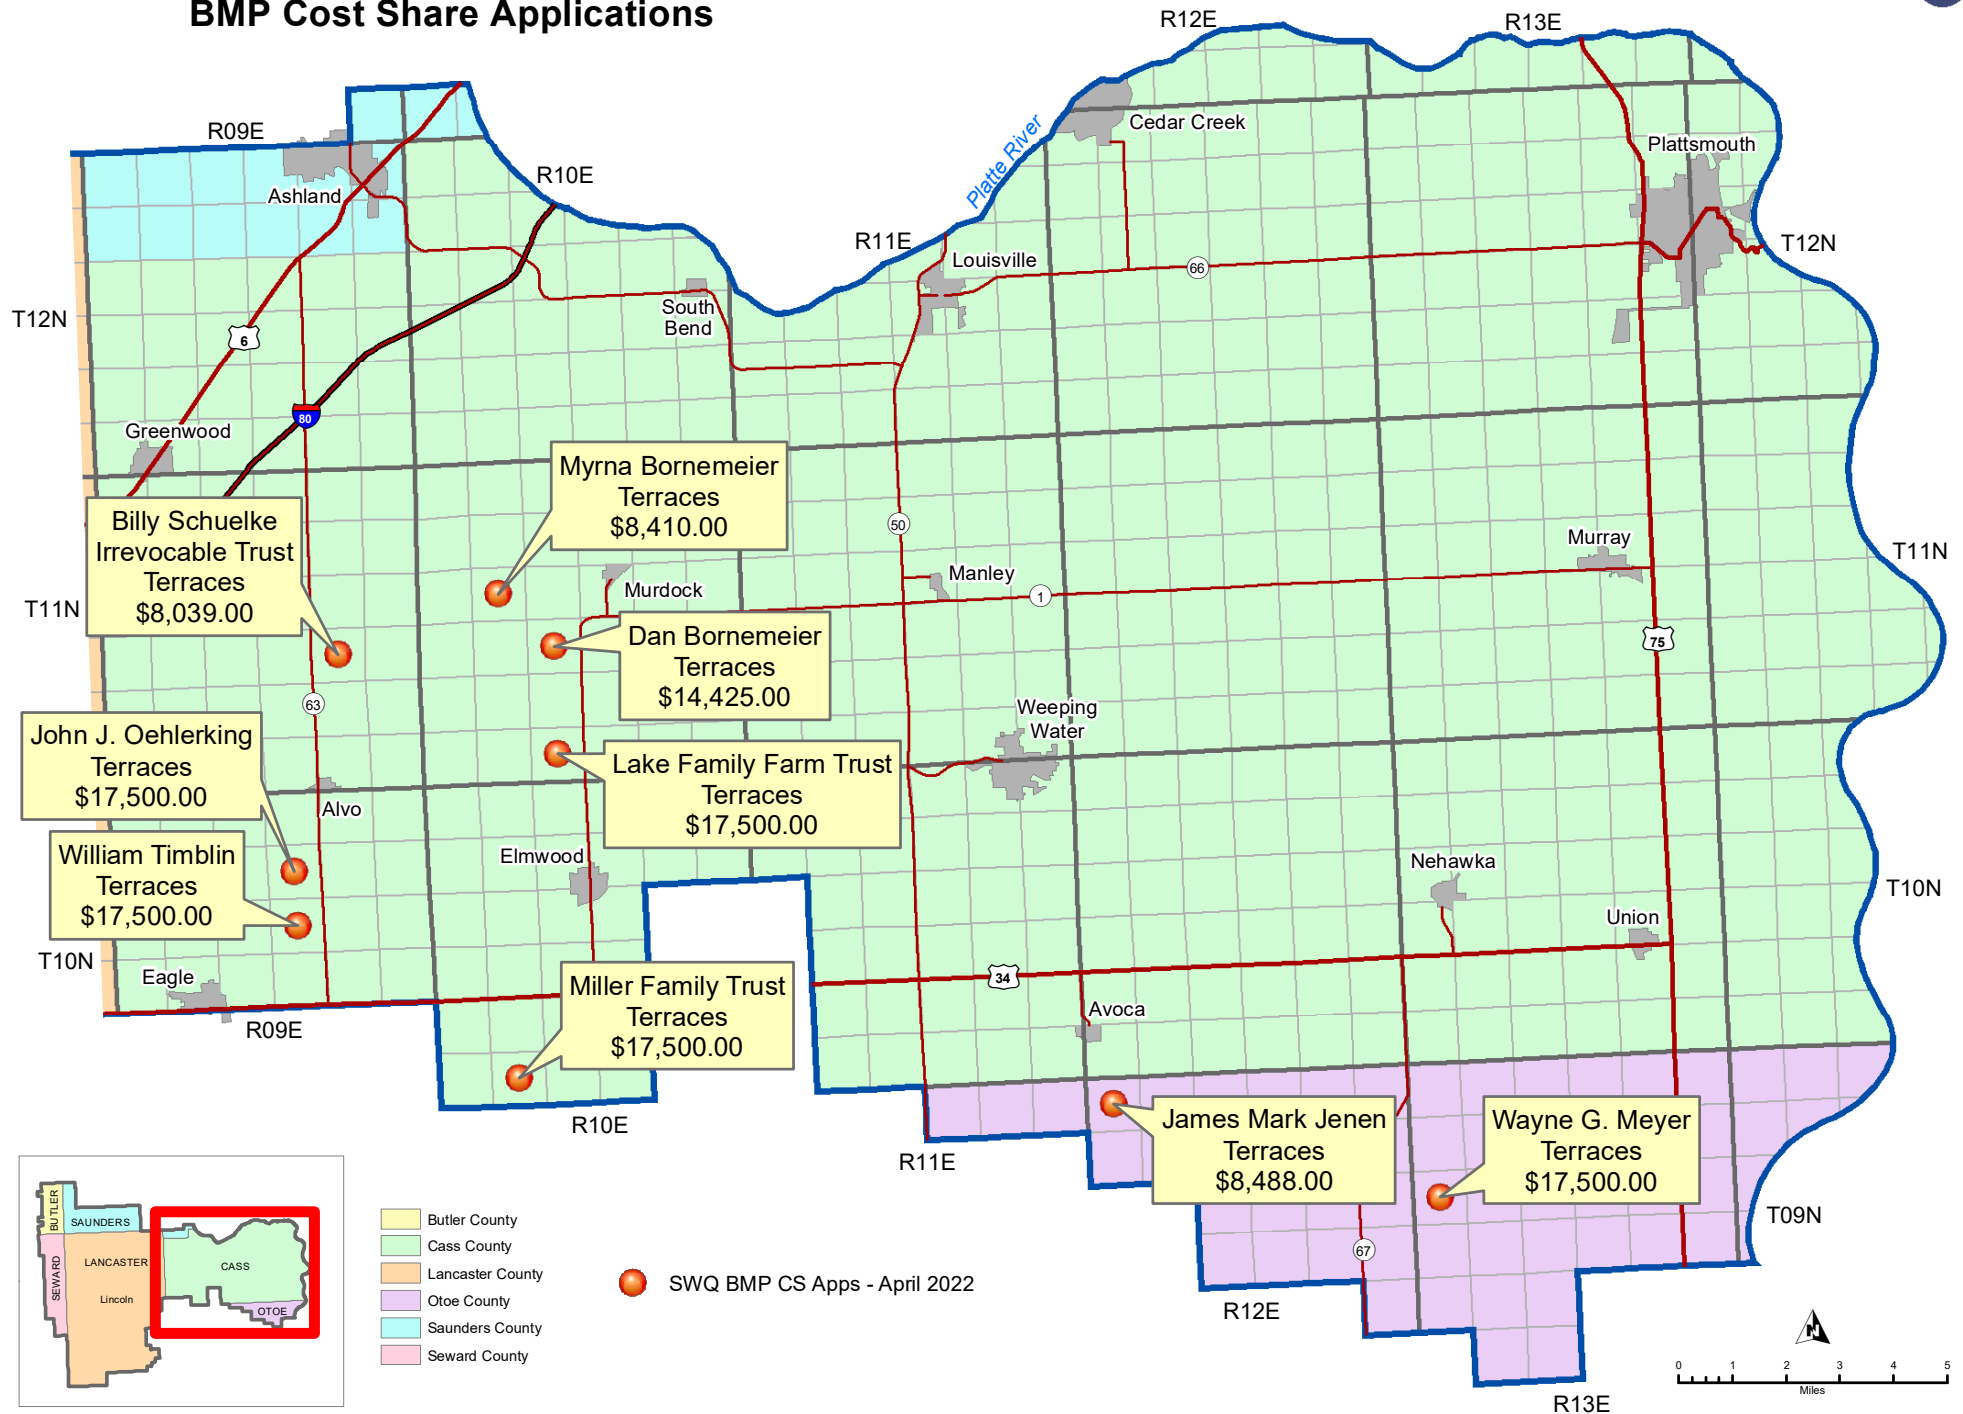 BMP Cost Share Applications
R12E
R13E
R09E
Cedar Creek
Platte River
Plattsmouth
R10E
Ashland
R11E
T12N
Louisville
66
South
Bend
T12N
6
80
Greenwood
Myrna Bornemeier
Terraces
$8,410.00
Billy Schuelke
Irrevocable Trust
Terraces
$8,039.00
50
Murray
T11N
Manley
Murdock
1
T11N
Dan Bornemeier
Terraces
$14,425.00
75
63
Weeping
Water
John J. Oehlerking
Terraces
$17,500.00
Lake Family Farm Trust
Terraces
$17,500.00
Alvo
William Timblin
Terraces
$17,500.00
Elmwood
Nehawka
T10N
Union
T10N
Eagle
34
Miller Family Trust
Terraces
$17,500.00
Avoca
R09E
R10E
James Mark Jenen
Terraces
$8,488.00
Wayne G. Meyer
Terraces
$17,500.00
R11E
T09N
67
R12E
R13E
BUTLER
SAUNDERS
SEWARD
LANCASTER
Lincoln
CASS
OTOE
Butler County
Cass County
Lancaster County
Otoe County
Saunders County
Seward County
SWQ BMP CS Apps - April 2022
N
0 1 2 3 4 5
Miles